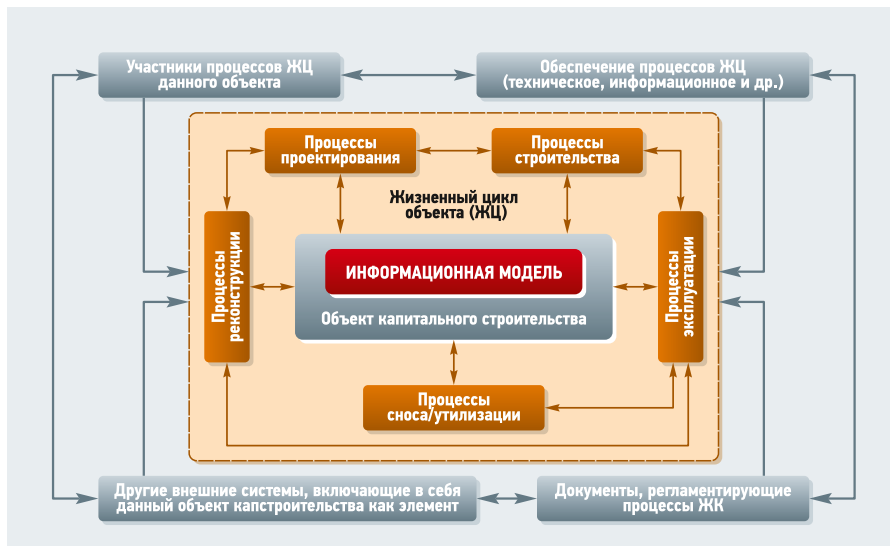 Участники процессов ЖЦ
данного объекта
Обеспечение процессов ЖЦ
(техническое, информационное и др.)
Процессы
проектирования
Процессы
строительства
Жизненный цикл
объекта (ЖЦ)
Процессы
реконструкции
ИНФОРМАЦИОННАЯ МОДЕЛЬ
Объект капитального строительства
Процессы
эксплуатации
Процессы
сноса/утилизации
Другие внешние системы, включающие в себя
данный объект капстроительства как элемент
Документы, регламентирующие
процессы ЖК